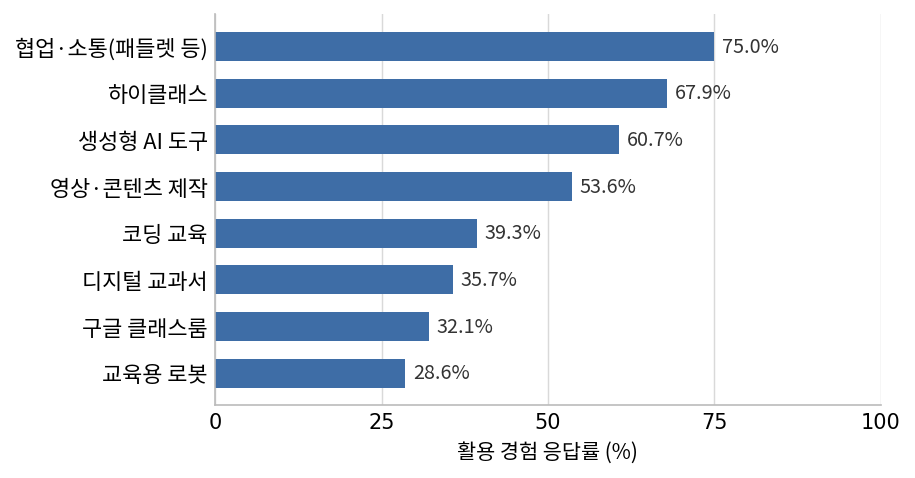 협업·소통(패들렛 등) 75.0%
하이클래스 67.9%
생성형 AI 도구 60.7%
영상·콘텐츠 제작 53.6%
코딩 교육 39.3%
디지털 교과서 35.7%
구글 클래스룸 32.1%
교육용 로봇 28.6%
0 25 50 75 100
활용 경험 응답률 (%)